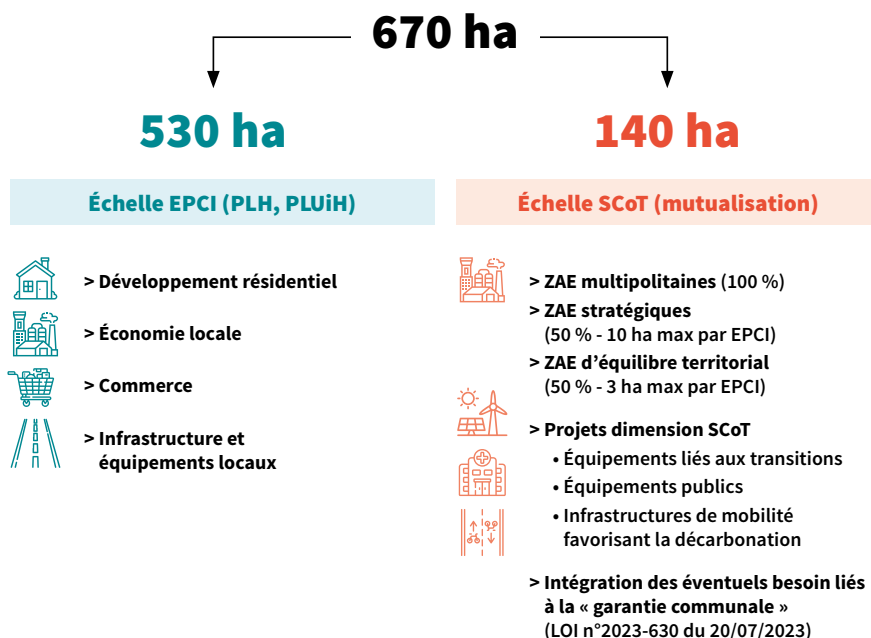 670 ha
530 ha
Échelle EPCI (PLH, PLUiH)
> Développement résidentiel
> Économie locale
> Commerce
> Infrastructure et
équipements locaux
140 ha
Échelle SCoT (mutualisation)
> ZAE multipolitaines (100 %)
> ZAE stratégiques
(50 % - 10 ha max par EPCI)
> ZAE d'équilibre territorial
(50 % - 3 ha max par EPCI)
> Projets dimension SCoT
• Équipements liés aux transitions
• Équipements publics
• Infrastructures de mobilité
favorisant la décarbonation
> Intégration des éventuels besoin liés
à la « garantie communale »
(LOI n°2023-630 du 20/07/2023)